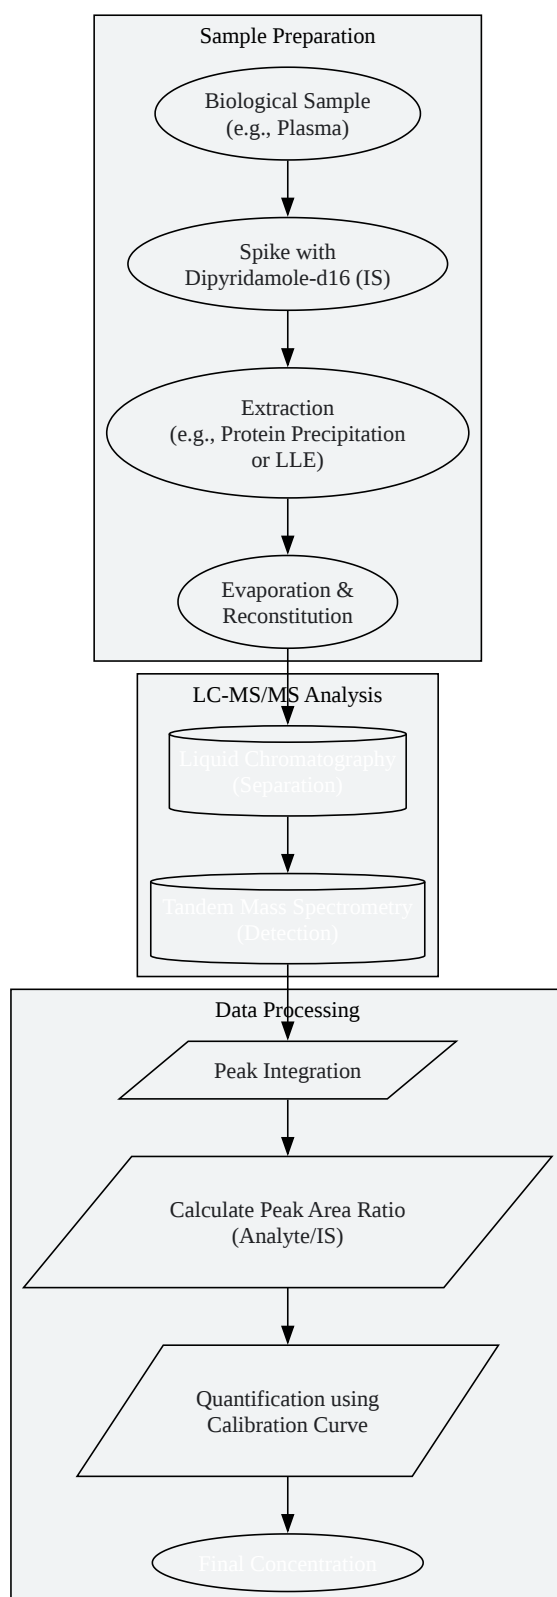 Sample Preparation
Biological Sample
(e.g., Plasma)
Spike with
Dipyridamole-d16 (IS)
Extraction
(e.g., Protein Precipitation
or LLE)
Evaporation &
Reconstitution
LC-MS/MS Analysis
Liquid Chromatography
(Separation)
Tandem Mass Spectrometry
(Detection)
Data Processing
Peak Integration
Calculate Peak Area Ratio
(Analyte/IS)
Quantification using
Calibration Curve
Final Concentration